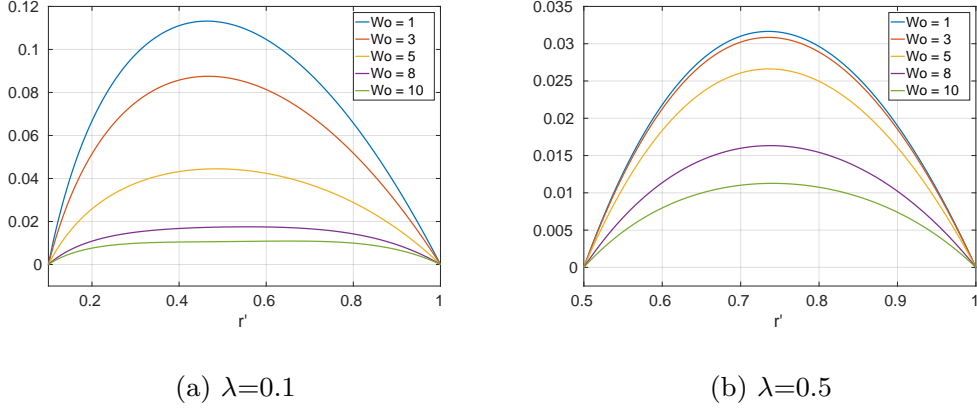 0.12
0.1
0.08
0.06
0.04
0.02
0
0.2
0.4
0.6
0.8
1
r'
Wo = 1
Wo = 3
Wo = 5
Wo = 8
Wo = 10
(a) λ=0.1
0.035
0.03
0.025
0.02
0.015
0.01
0.005
0
0.5
0.6
0.7
0.8
0.9
1
r'
Wo = 1
Wo = 3
Wo = 5
Wo = 8
Wo = 10
(b) λ=0.5